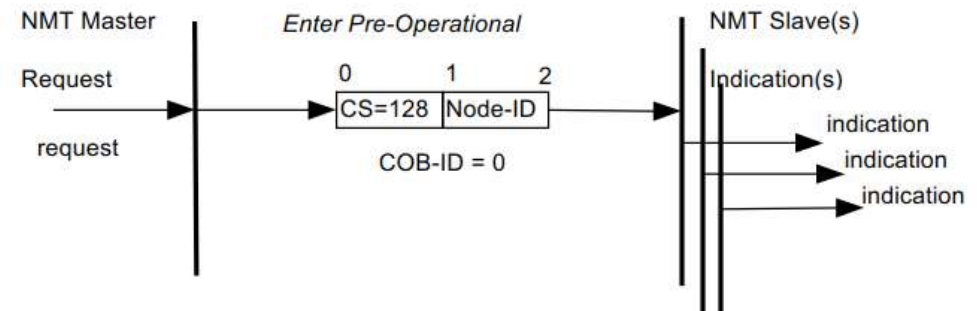 NMT Master
Enter Pre-Operational
NMT Slave(s)
Request
0 1 2
Indication(s)
CS=128 Node-ID
request
COB-ID = 0
indication
indication
indication